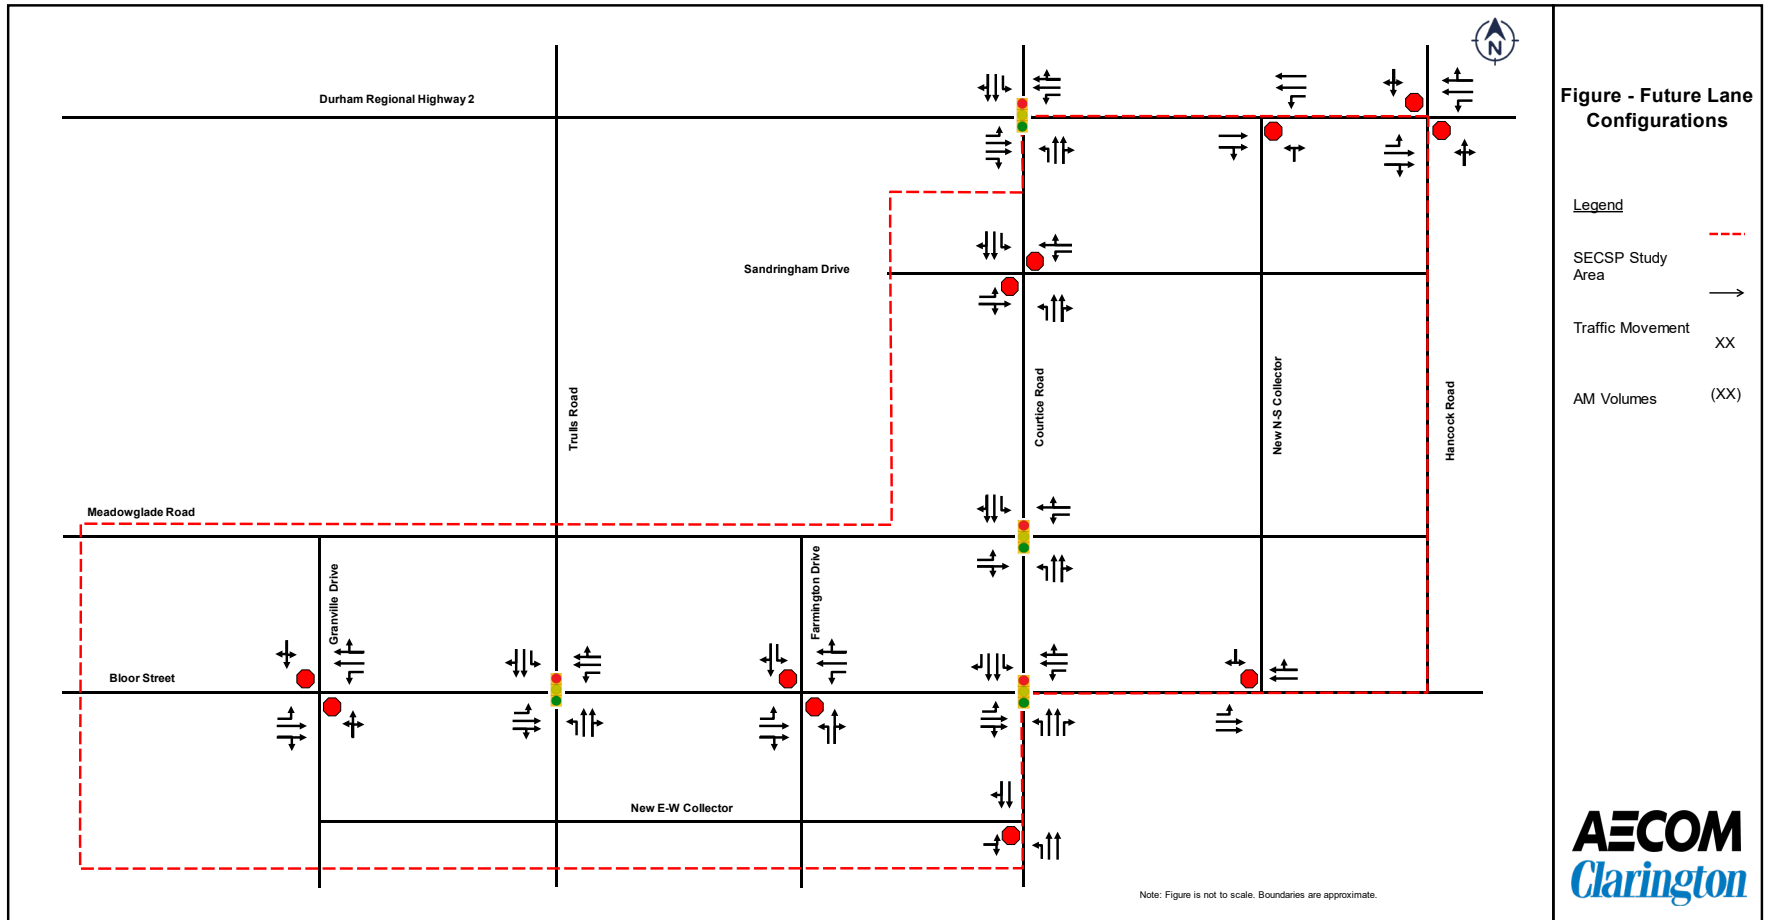 N
Figure - Future Lane
Configurations
Durham Regional Highway 2
Legend
SECSP Study
Area
Sandringham Drive
Traffic Movement
XX
AM Volumes
(XX)
Trulls Road
Courtice Road
New N-S Collector
Hancock Road
Meadowglade Road
Granville Drive
Farmington Drive
Bloor Street
New E-W Collector
AECOM
Clarington
Note: Figure is not to scale. Boundaries are approximate.